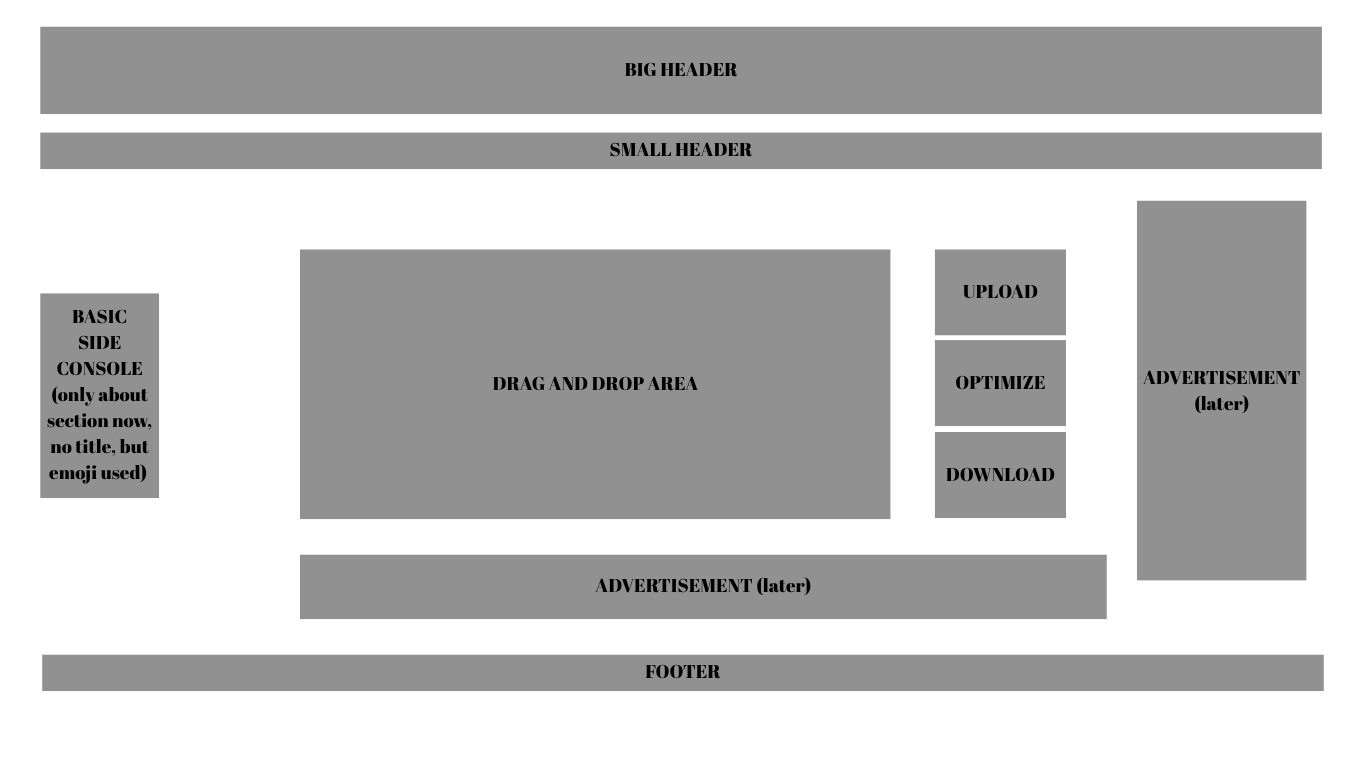 BIG HEADER
SMALL HEADER
BASIC
SIDE
CONSOLE
(only about
section now,
no title, but
emoji used)
DRAG AND DROP AREA
UPLOAD
OPTIMIZE
DOWNLOAD
ADVERTISEMENT
(later)
ADVERTISEMENT (later)
FOOTER